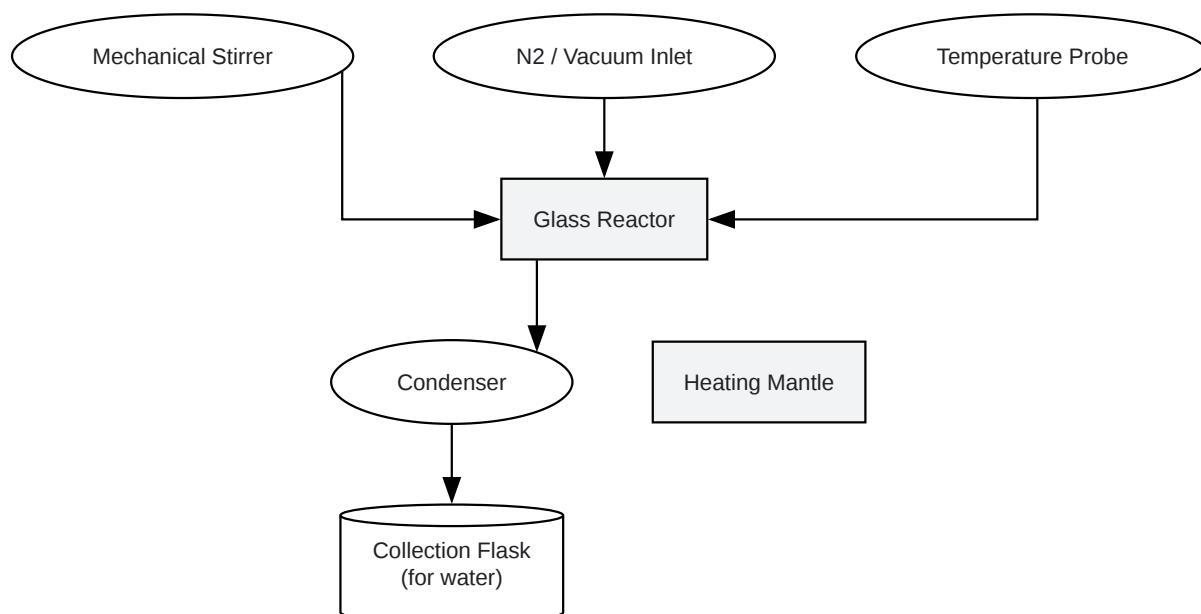 Mechanical Stirrer
N2 / Vacuum Inlet
Temperature Probe
Glass Reactor
Condenser
Heating Mantle
Collection Flask
(for water)